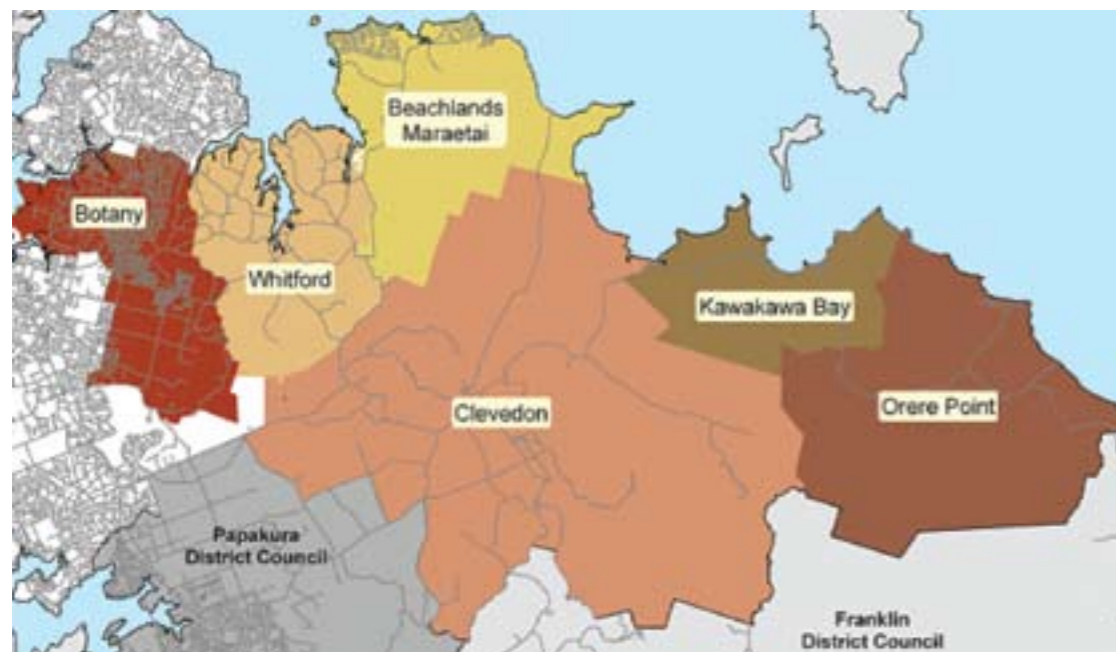 Beachlands
Maraetai
Botany
Whitford
Kawakawa Bay
Clevedon
Orere Point
Papakura
District Council
Franklin
District Council